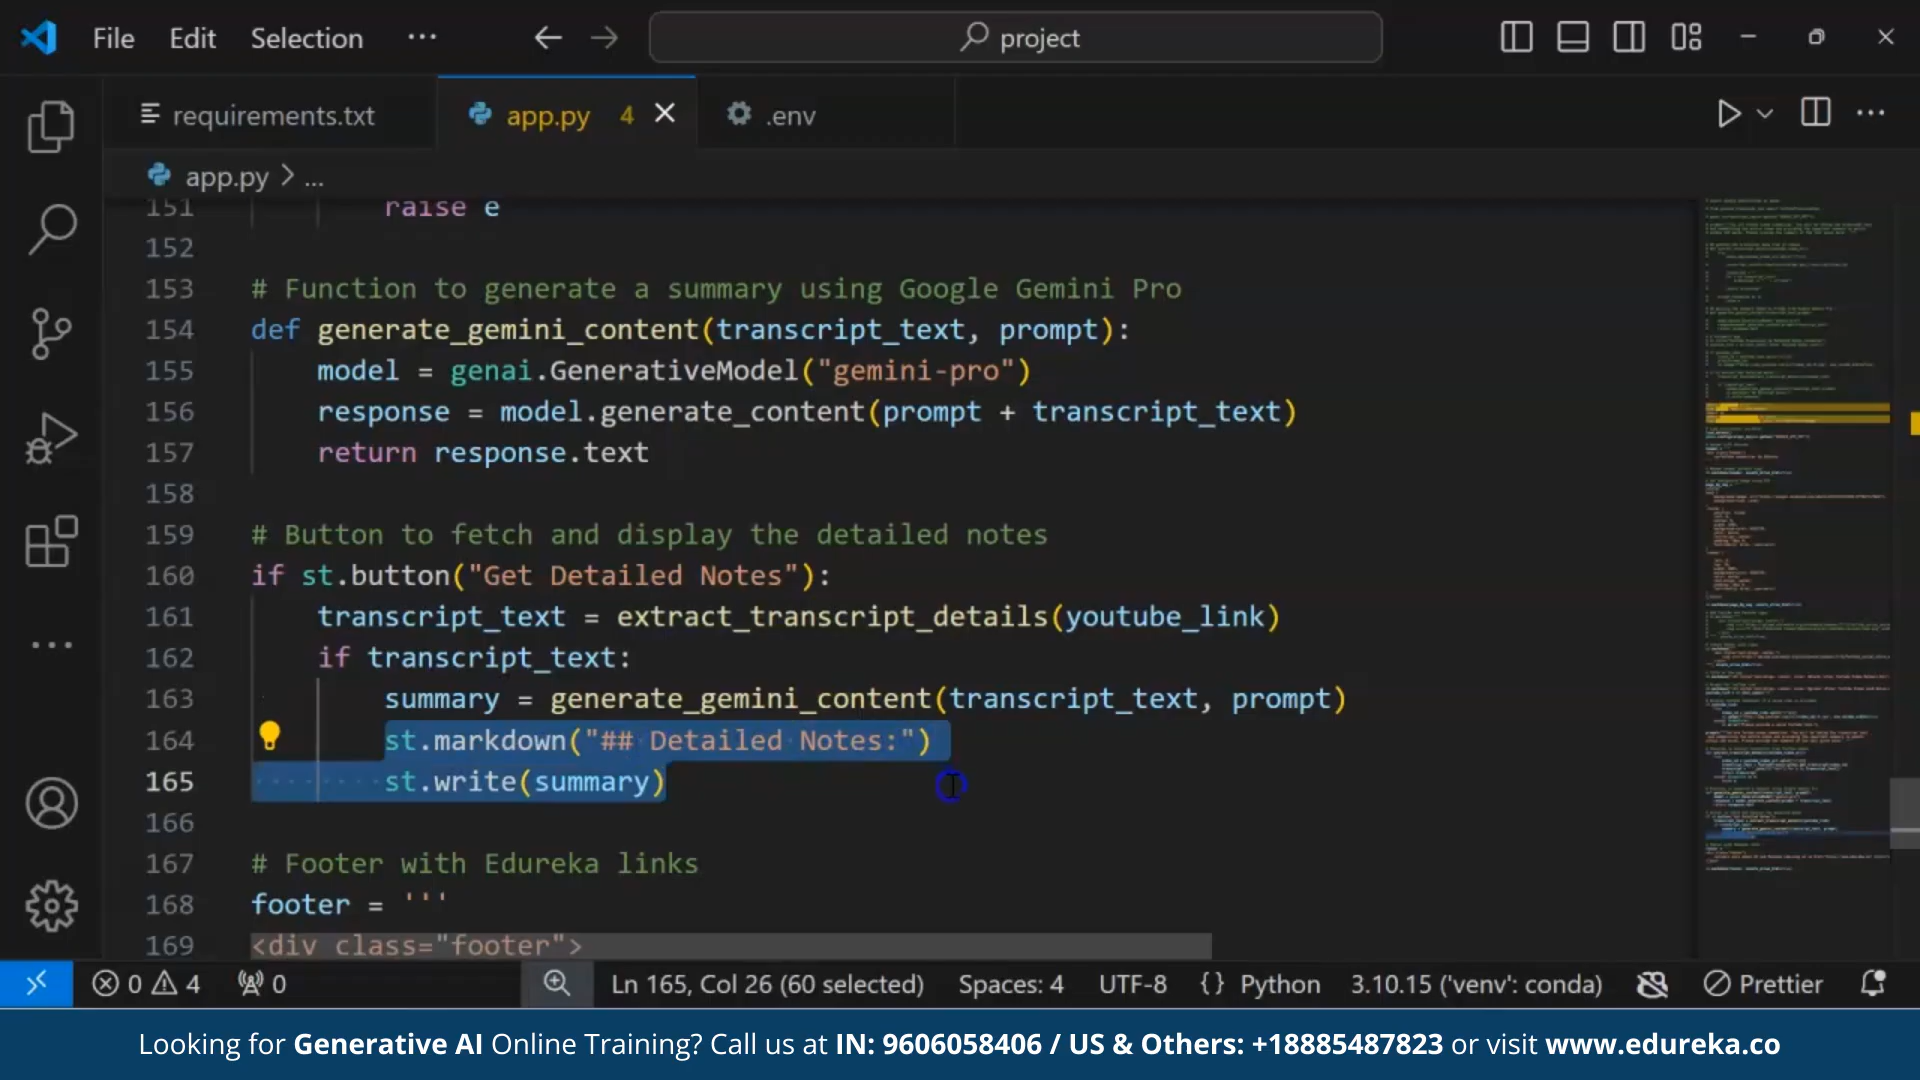 File Edit Selection ··· project
requirements.txt app.py 4 .env
app.py > ...
151 raise e
152
153 # Function to generate a summary using Google Gemini Pro
154 def generate_gemini_content(transcript_text, prompt):
155 model = genai.GenerativeModel("gemini-pro")
156 response = model.generate_content(prompt + transcript_text)
157 return response.text
158
159 # Button to fetch and display the detailed notes
160 if st.button("Get Detailed Notes"):
161 transcript_text = extract_transcript_details(youtube_link)
162 if transcript_text:
163 summary = generate_gemini_content(transcript_text, prompt)
164 st.markdown("## Detailed Notes:")
165 st.write(summary)
166
167 # Footer with Edureka links
168 footer = '''
169 <div class="footer">
0 4 0 Ln 165, Col 26 (60 selected) Spaces: 4 UTF-8 {} Python 3.10.15 ('venv': conda) Prettier
Looking for Generative AI Online Training? Call us at IN: 9606058406 / US & Others: +18885487823 or visit www.edureka.co